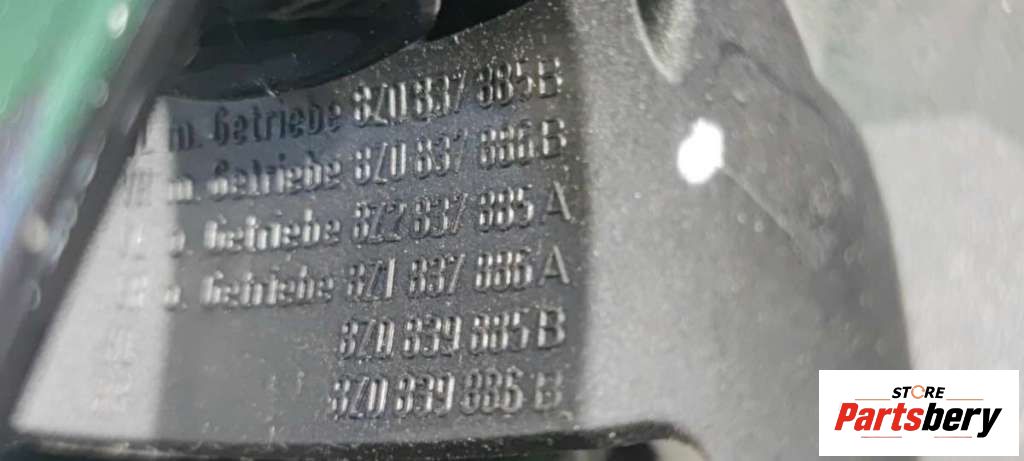 m. Getriebe 8Z0 837 885 B
VR m. Getriebe 8Z0 837 886 B
o. Getriebe 8Z2 837 885 A
o. Getriebe 8Z1 837 886 A
8Z0 839 885 B
8Z0 839 886 B
STORE
Partsbery